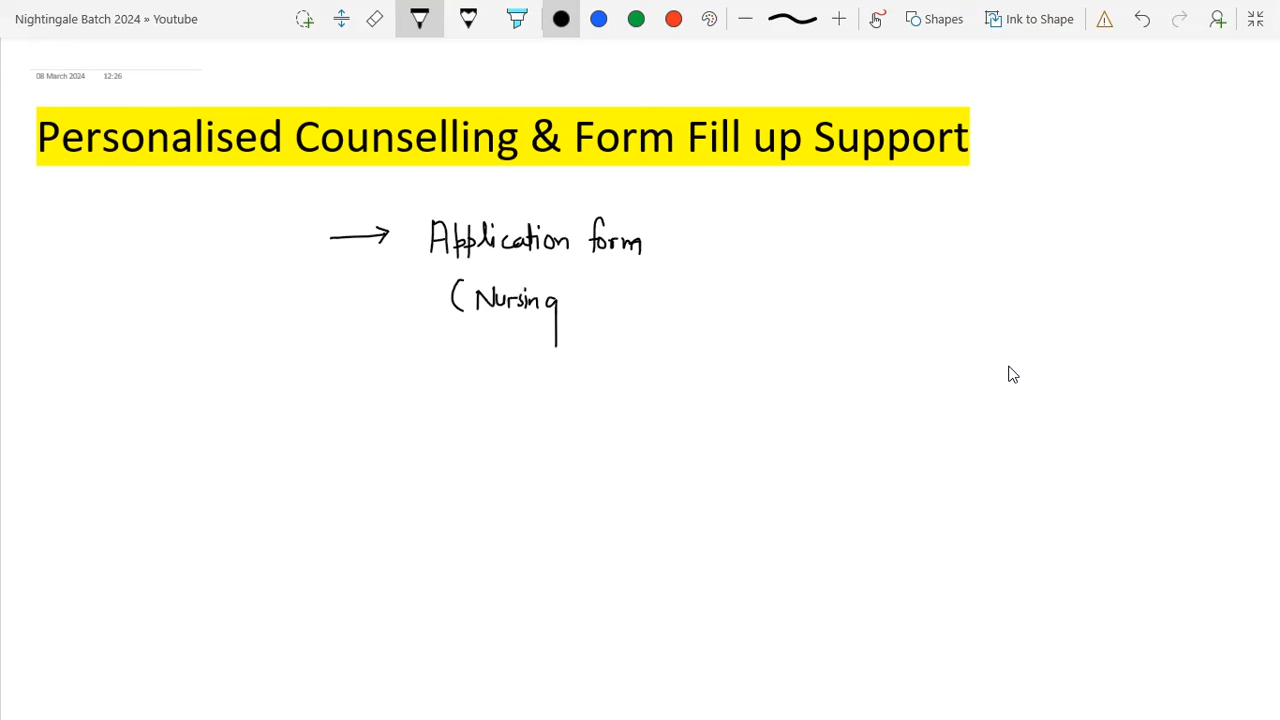 Nightingale Batch 2024 » Youtube
Shapes
Ink to Shape
08 March 2024 12:26
Personalised Counselling & Form Fill up Support
→ Application form
(Nursing